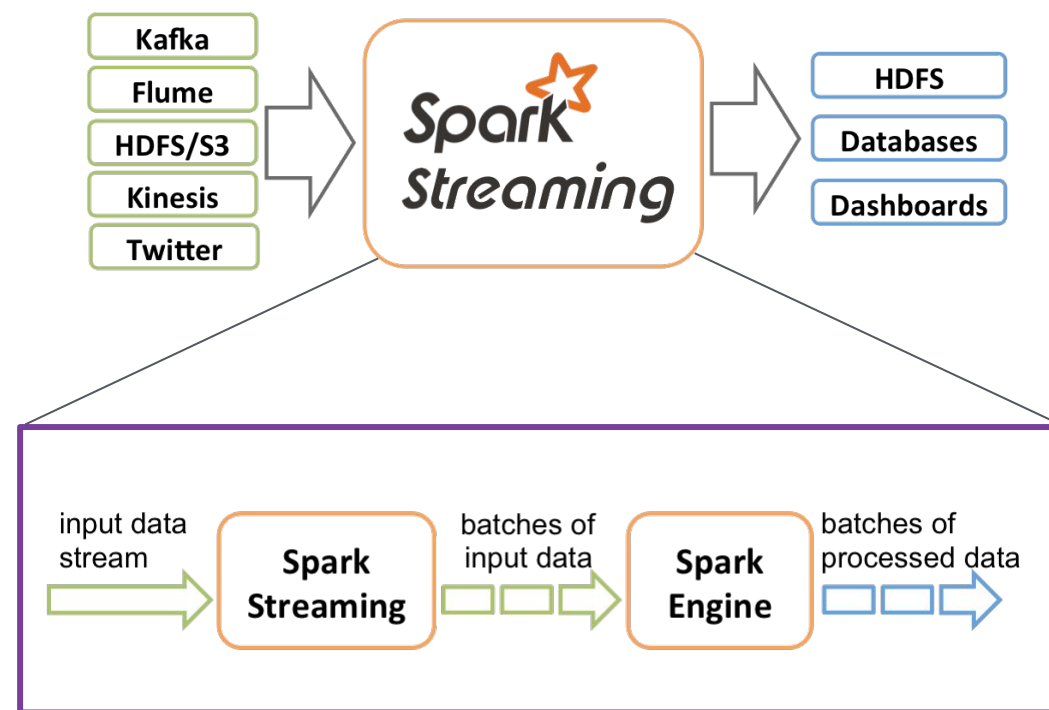 Kafka
Flume
HDFS/S3
Kinesis
Twitter
Spark
Streaming
HDFS
Databases
Dashboards
input data
stream
Spark
Streaming
batches of
input data
Spark
Engine
batches of
processed data